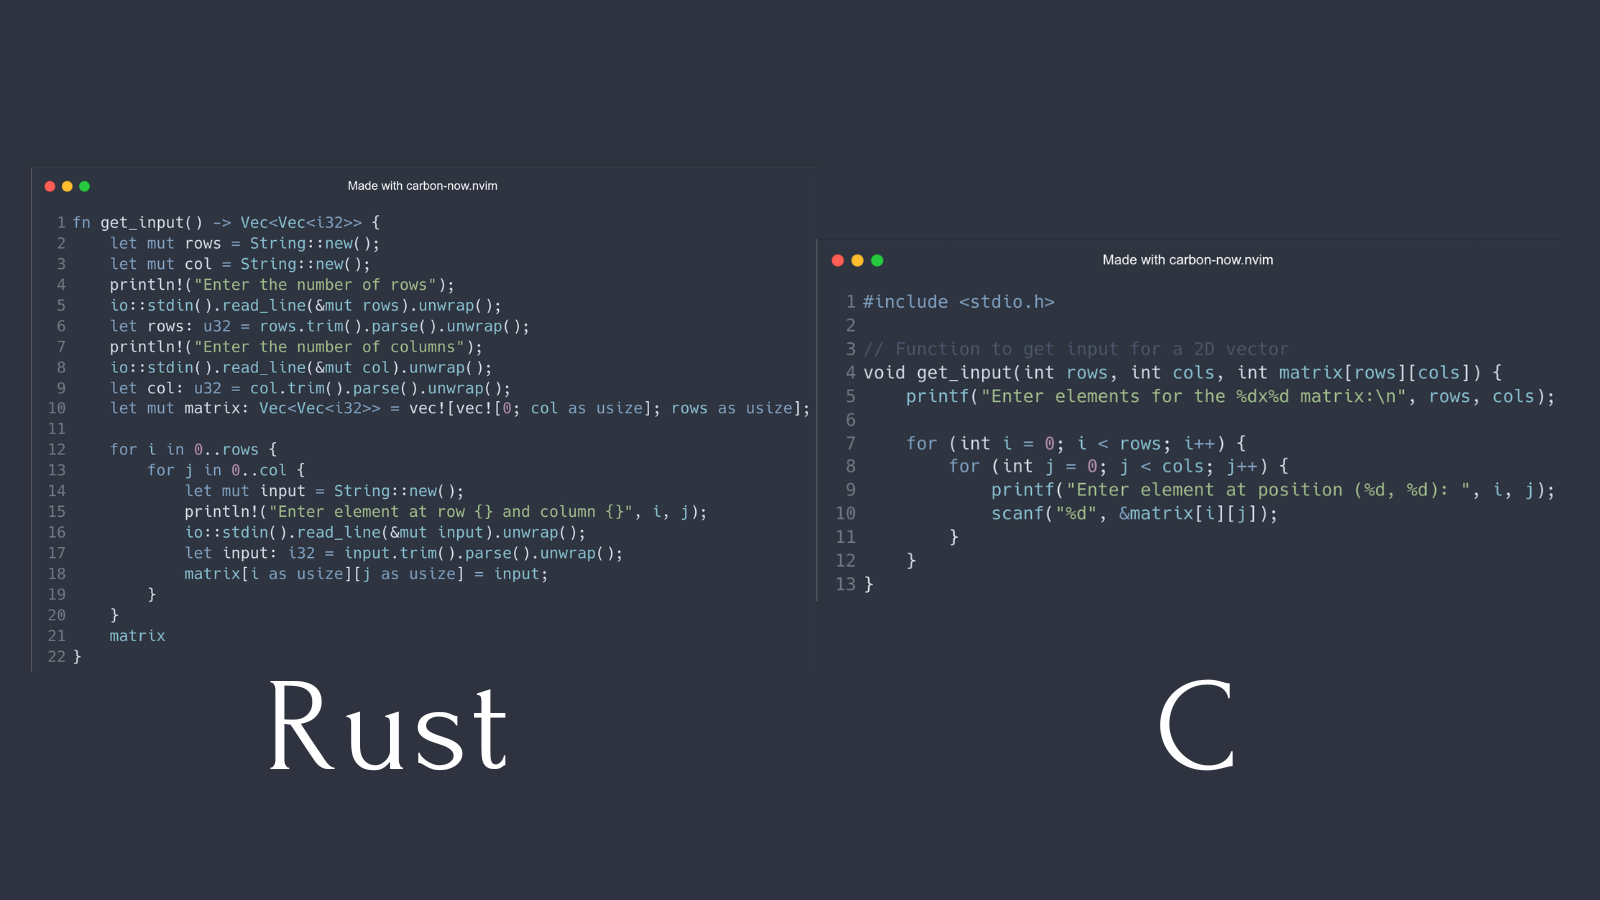 Made with carbon-now.nvim
1 fn get_input() -> Vec<Vec<i32>> {
2     let mut rows = String::new();
3     let mut col = String::new();
4     println!("Enter the number of rows");
5     io::stdin().read_line(&mut rows).unwrap();
6     let rows: u32 = rows.trim().parse().unwrap();
7     println!("Enter the number of columns");
8     io::stdin().read_line(&mut col).unwrap();
9     let col: u32 = col.trim().parse().unwrap();
10     let mut matrix: Vec<Vec<i32>> = vec![vec![0; col as usize]; rows as usize];
11
12     for i in 0..rows {
13         for j in 0..col {
14             let mut input = String::new();
15             println!("Enter element at row {} and column {}", i, j);
16             io::stdin().read_line(&mut input).unwrap();
17             let input: i32 = input.trim().parse().unwrap();
18             matrix[i as usize][j as usize] = input;
19         }
20     }
21     matrix
22 }
Rust
Made with carbon-now.nvim
1 #include <stdio.h>
2
3 // Function to get input for a 2D vector
4 void get_input(int rows, int cols, int matrix[rows][cols]) {
5     printf("Enter elements for the %dx%d matrix:\n", rows, cols);
6
7     for (int i = 0; i < rows; i++) {
8         for (int j = 0; j < cols; j++) {
9             printf("Enter element at position (%d, %d): ", i, j);
10             scanf("%d", &matrix[i][j]);
11         }
12     }
13 }
C